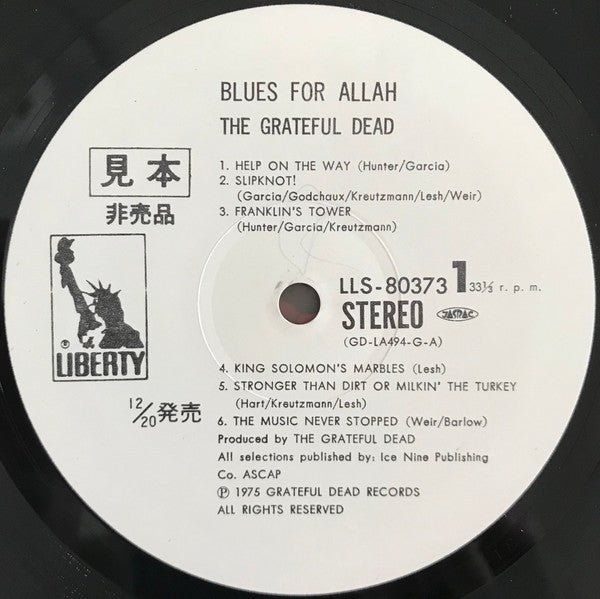 BLUES FOR ALLAH
THE GRATEFUL DEAD
見本
非売品
1. HELP ON THE WAY (Hunter/Garcia)
2. SLIPKNOT!
(Garcia/Godchaux/Kreutzmann/Lesh/Weir)
3. FRANKLIN'S TOWER
(Hunter/Garcia/Kreutzmann)
LLS-80373 1 33⅓ r. p. m.
STEREO JASRAC
(GD-LA494-G-A)
® LIBERTY
12/20 発売
4. KING SOLOMON'S MARBLES (Lesh)
5. STRONGER THAN DIRT OR MILKIN' THE TURKEY
(Hart/Kreutzmann/Lesh)
6. THE MUSIC NEVER STOPPED (Weir/Barlow)
Produced by THE GRATEFUL DEAD
All selections published by: Ice Nine Publishing
Co. ASCAP
℗ 1975 GRATEFUL DEAD RECORDS
ALL RIGHTS RESERVED